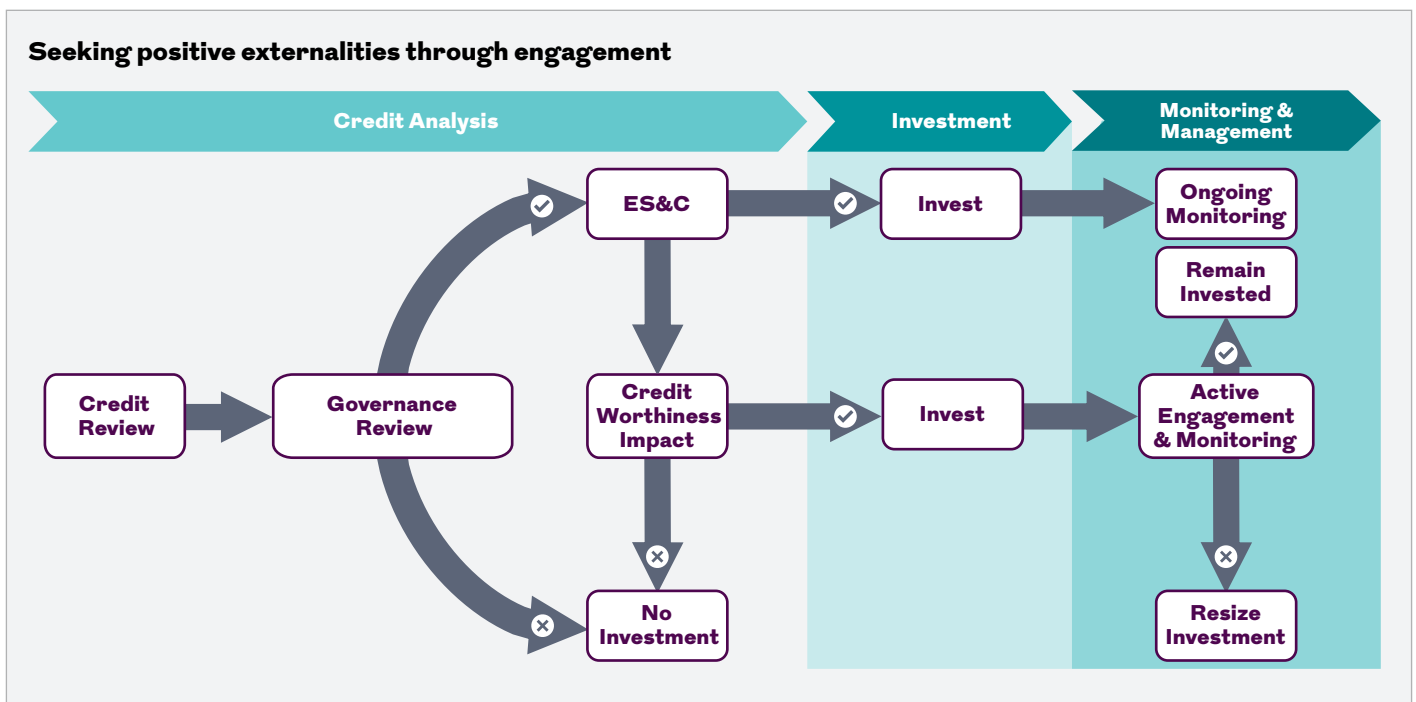 Seeking positive externalities through engagement
Credit Analysis
Investment
Monitoring &
Management
ES&C
Invest
Ongoing
Monitoring
Remain
Invested
Credit
Review
Governance
Review
Credit
Worthiness
Impact
Invest
Active
Engagement
& Monitoring
No
Investment
Resize
Investment